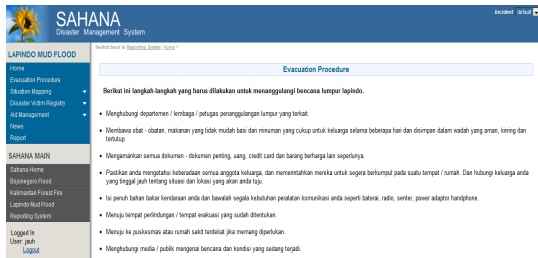 SAHANA
Disaster Management System
Incident: default
LAPINDO MUD FLOOD
Home
Evacuation Procedure
Situation Mapping
Disaster Victim Registry
Aid Management
News
Report
SAHANA MAIN
Sahana Home
Bojonegoro Flood
Kalimantan Forest Fire
Lapindo Mud Flood
Reporting System
Logged In
User: jauh
Logout
Switch back to: Reporting System, Home
Evacuation Procedure
Berikut ini langkah-langkah yang harus dilakukan untuk menanggulangi bencana lumpur lapindo.
• Menghubungi departemen / lembaga / petugas penanggulangan lumpur yang terkait.
• Membawa obat - obatan, makanan yang tidak mudah basi dan minuman yang cukup untuk keluarga selama beberapa hari dan disimpan dalam wadah yang aman, kering dan
tertutup.
• Mengamankan semua dokumen - dokumen penting, uang, credit card dan barang berharga lain seperlunya.
• Pastikan anda mengetahui keberadaan semua anggota keluarga, dan memerintahkan mereka untuk segera berkumpul pada suatu tempat / rumah. Dan hubungi keluarga anda
yang tinggal jauh tentang situasi dan lokasi yang akan anda tuju.
• Isi penuh bahan bakar kendaraan anda dan bawalah segala kebutuhan peralatan komunikasi anda seperti baterai, radio, senter, power adaptor handphone.
• Menuju tempat perlindungan / tempat evakuasi yang sudah ditentukan.
• Menuju ke puskesmas atau rumah sakit terdekat jika memang diperlukan.
• Menghubungi media / publik mengenai bencana dan kondisi yang sedang terjadi.